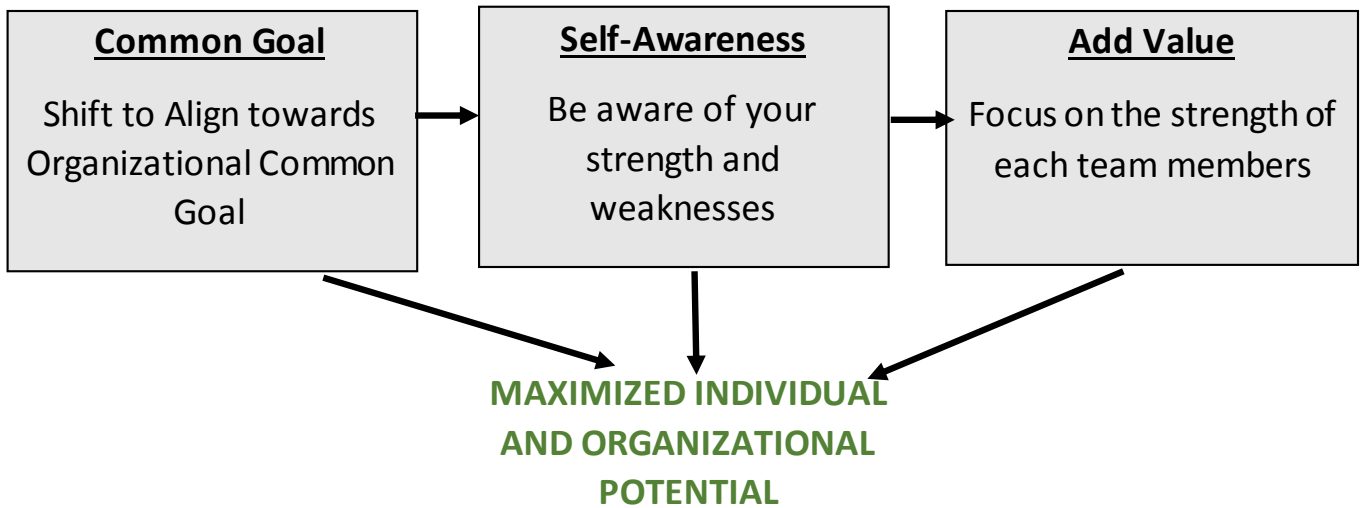 Common Goal
Shift to Align towards
Organizational Common
Goal
Self-Awareness
Be aware of your
strength and
weaknesses
Add Value
Focus on the strength of
each team members
MAXIMIZED INDIVIDUAL
AND ORGANIZATIONAL
POTENTIAL